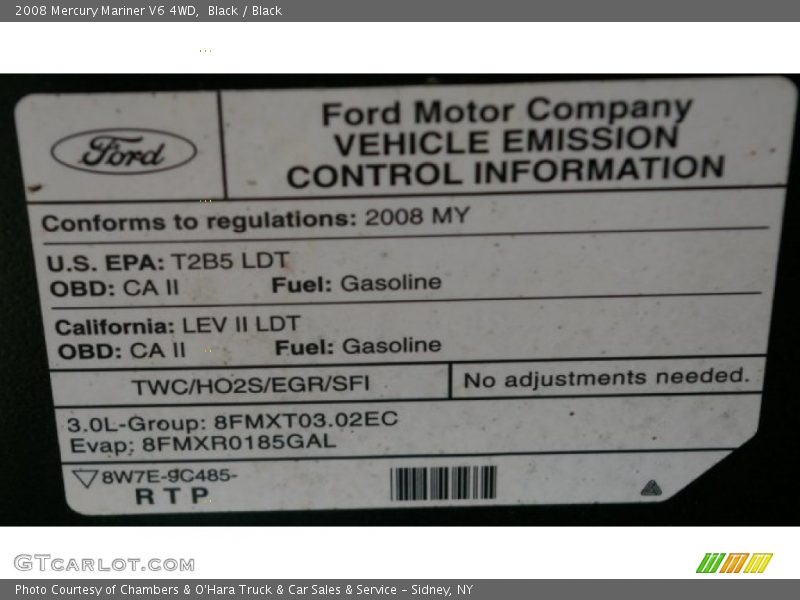 2008 Mercury Mariner V6 4WD, Black / Black
Ford
Ford Motor Company
VEHICLE EMISSION
CONTROL INFORMATION
Conforms to regulations: 2008 MY
U.S. EPA: T2B5 LDT
OBD: CA II Fuel: Gasoline
California: LEV II LDT
OBD: CA II Fuel: Gasoline
TWC/HO2S/EGR/SFI
No adjustments needed.
3.0L-Group: 8FMXT03.02EC
Evap: 8FMXR0185GAL
8W7E-9C485-
R T P
GTCARLOT.COM
Photo Courtesy of Chambers & O'Hara Truck & Car Sales & Service – Sidney, NY